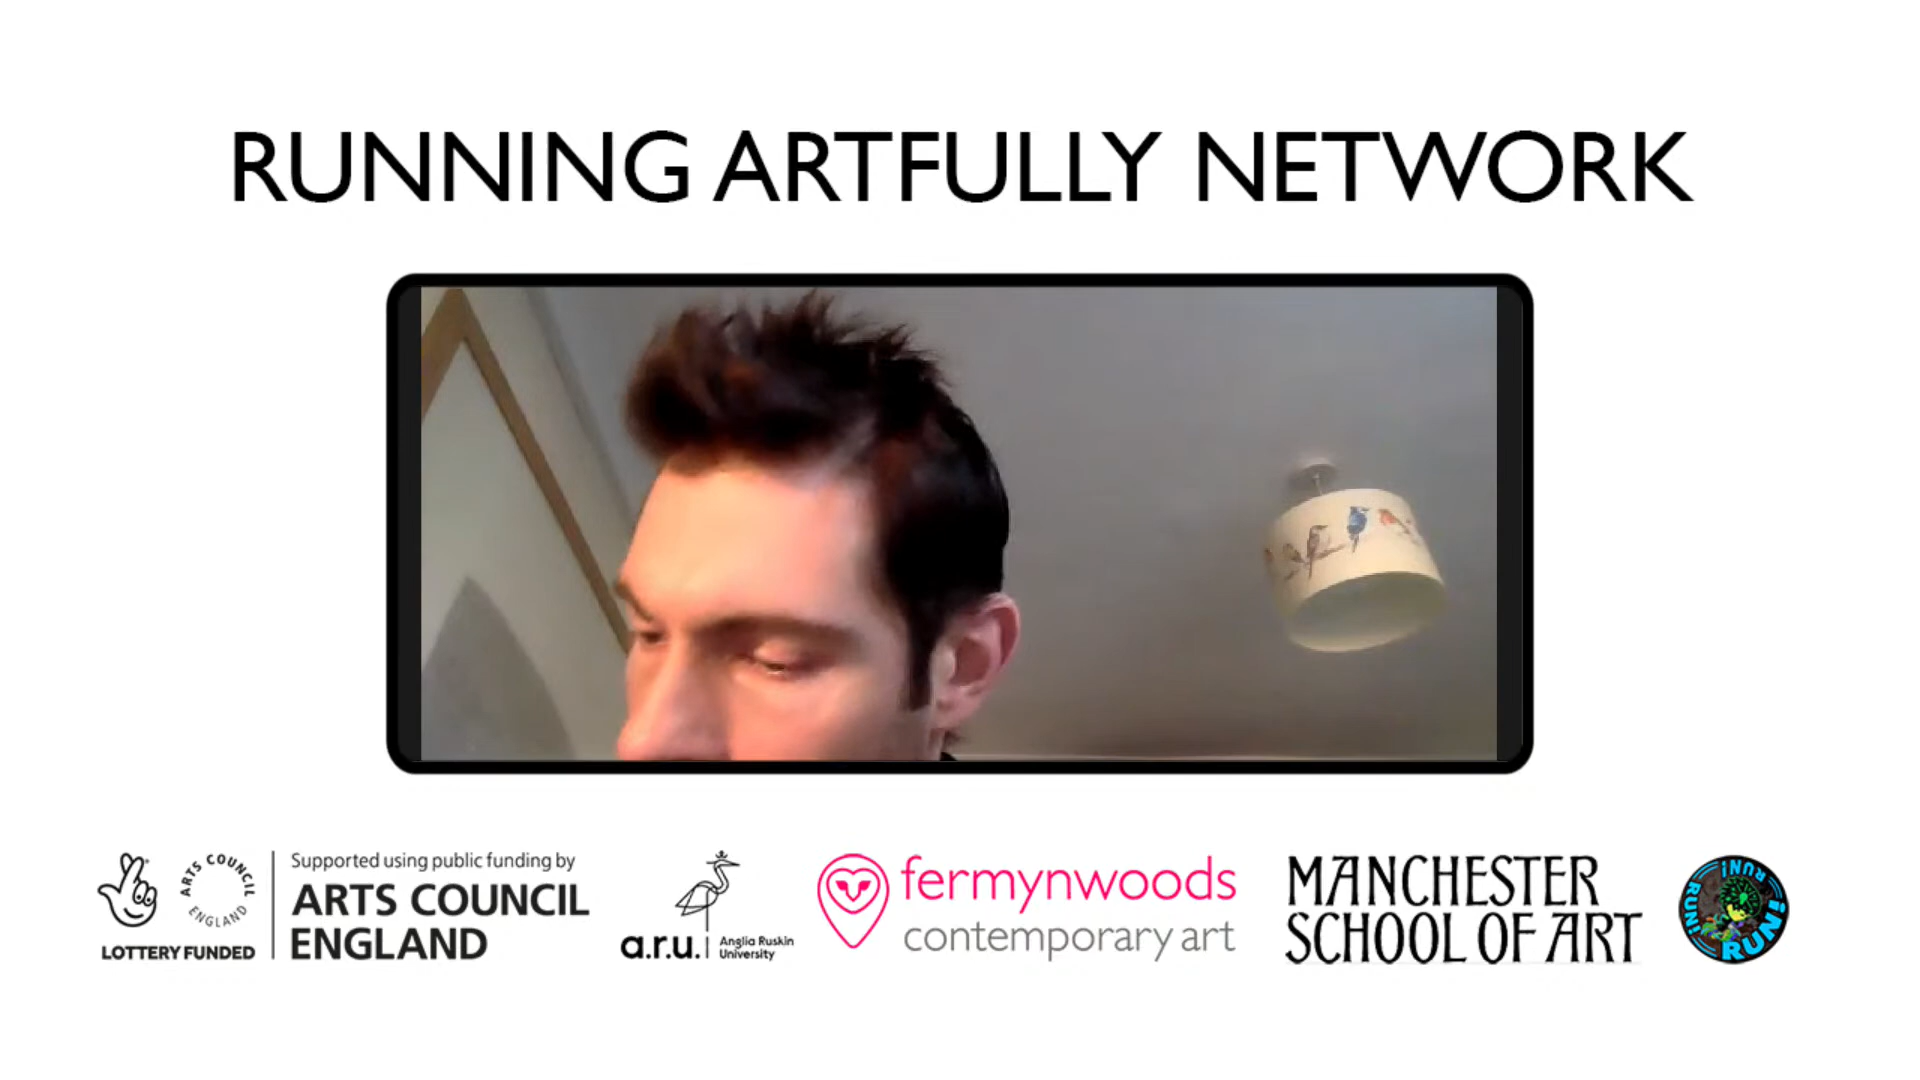 RUNNING ARTFULLY NETWORK
ARTS COUNCIL ENGLAND
LOTTERY FUNDED
Supported using public funding by
ARTS COUNCIL
ENGLAND
a.r.u.
Anglia Ruskin
University
fermynwoods
contemporary art
MANCHESTER
SCHOOL OF ART
RUN! RUN! RUN!